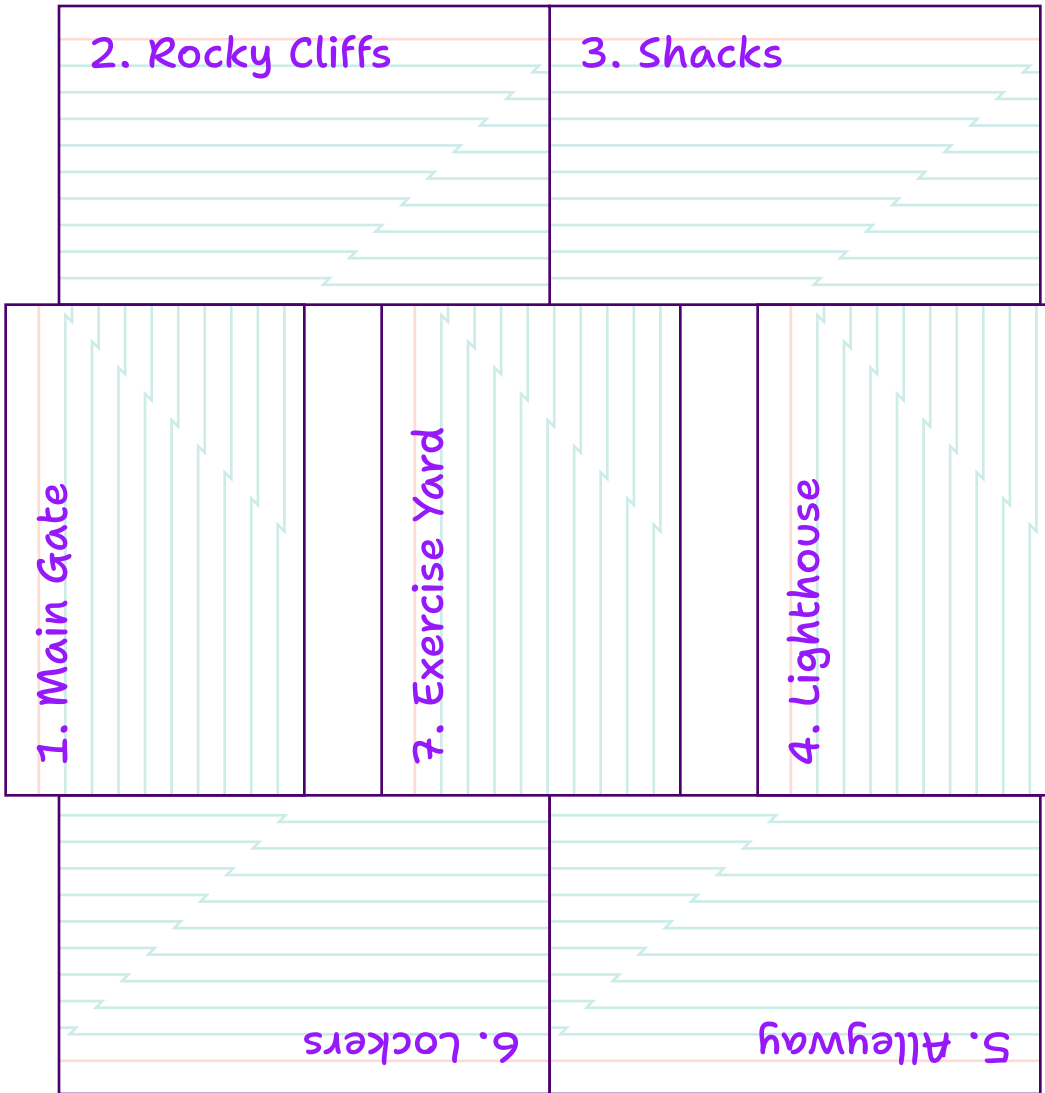 2. Rocky Cliffs
3. Shacks
1. Main Gate
7. Exercise Yard
4. Lighthouse
6. Lockers
5. Alleyway